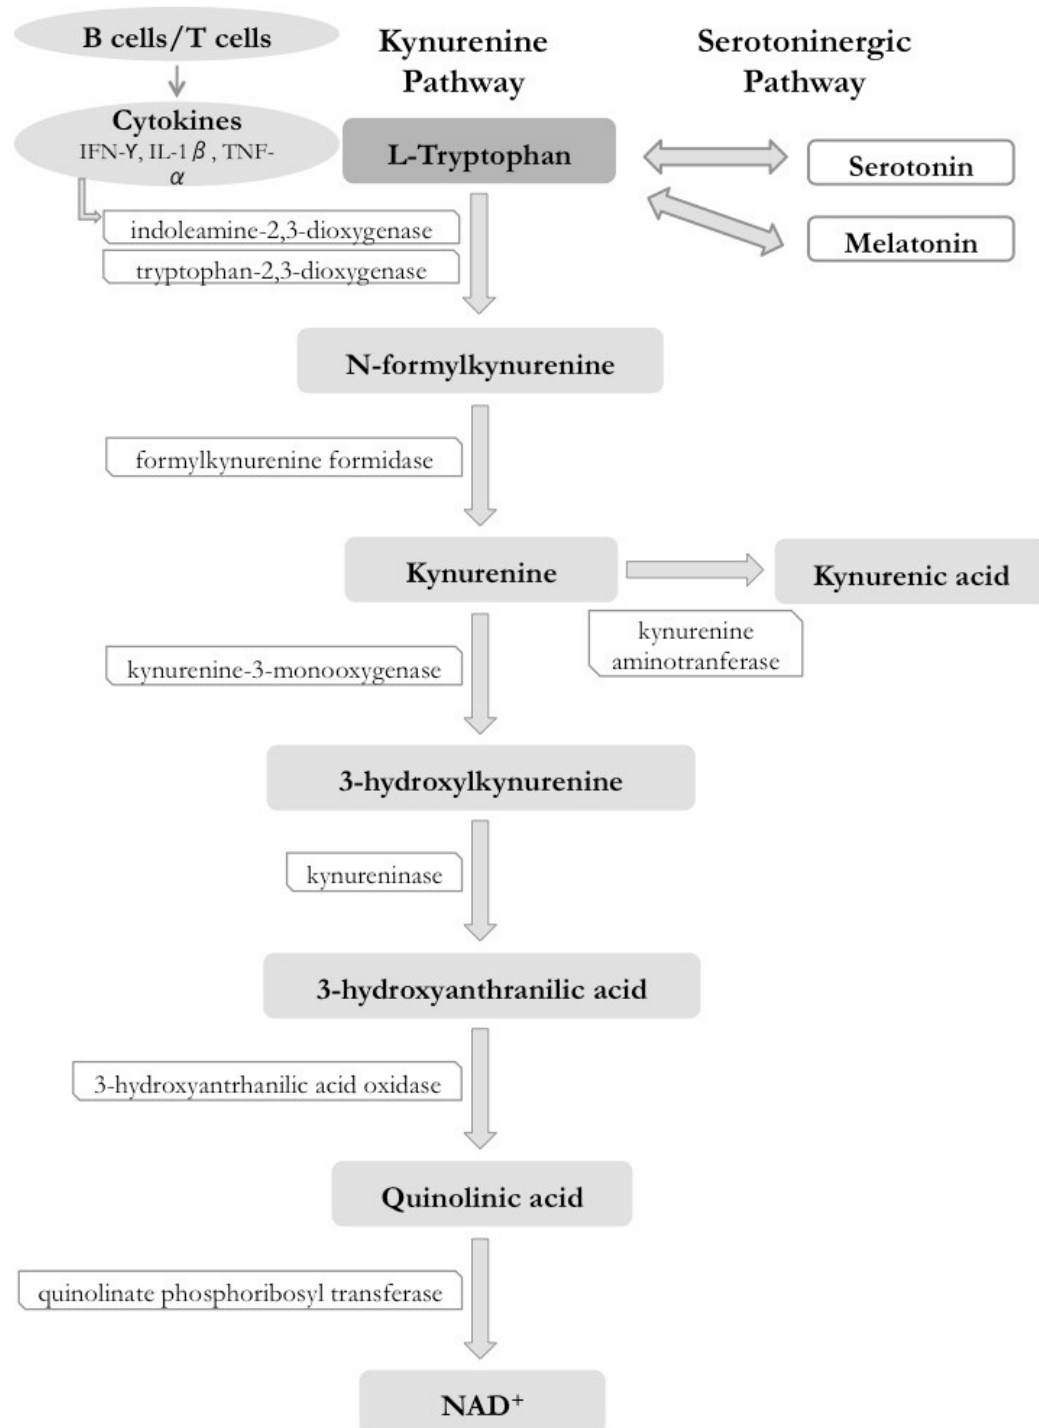 B cells/T cells
Kynurenine
Pathway
Serotoninergic
Pathway
Cytokines
IFN-Υ, IL-1β, TNF-
α
L-Tryptophan
Serotonin
Melatonin
indoleamine-2,3-dioxygenase
tryptophan-2,3-dioxygenase
N-formylkynurenine
formylkynurenine formidase
Kynurenine
Kynurenic acid
kynurenine
aminotranferase
kynurenine-3-monooxygenase
3-hydroxylkynurenine
kynureninase
3-hydroxyanthranilic acid
3-hydroxyantrhanilic acid oxidase
Quinolinic acid
quinolinate phosphoribosyl transferase
NAD⁺